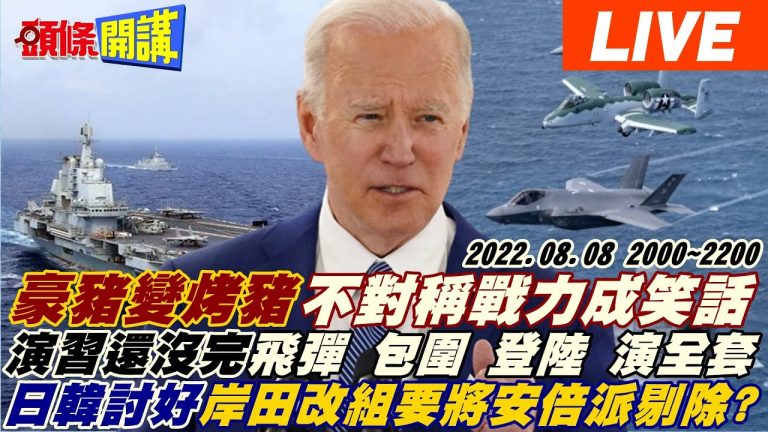 頭條開講
LIVE
2022.08.08 2000~2200
豪豬變烤豬 不對稱戰力成笑話
演習還沒完飛彈 包圍 登陸 演全套
日韓討好岸田改組要將安倍派剔除?